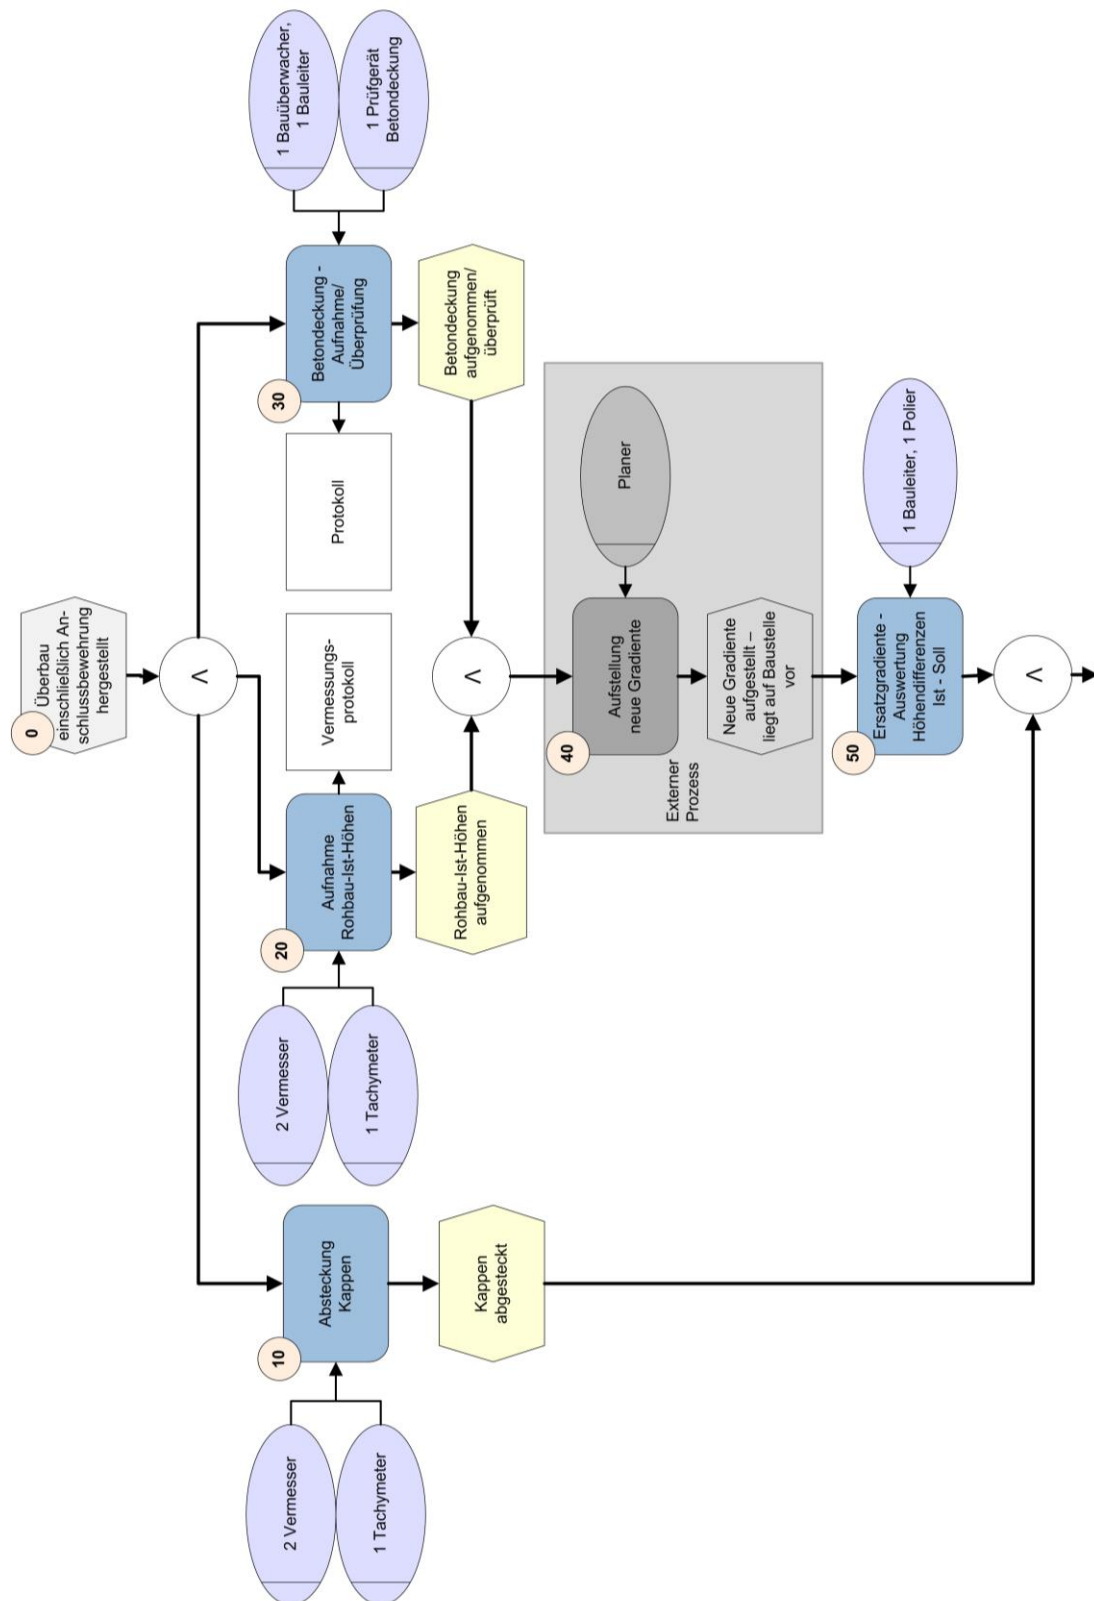 0
Überbau
einschließlich An-
schlussbewehrung
hergestellt
∧
2 Vermesser
1 Tachymeter
10
Absteckung
Kappen
Kappen
abgesteckt
2 Vermesser
1 Tachymeter
20
Aufnahme
Rohbau-Ist-Höhen
Vermessungs-
protokoll
Rohbau-Ist-Höhen
aufgenommen
1 Bauüberwacher,
1 Bauleiter
1 Prüfgerät
Betondeckung
30
Betondeckung -
Aufnahme/
Überprüfung
Protokoll
Betondeckung
aufgenommen/
überprüft
∧
Planer
40
Aufstellung
neue Gradiente
Externer
Prozess
Neue Gradiente
aufgestellt –
liegt auf Baustelle
vor
1 Bauleiter, 1 Polier
50
Ersatzgradiente -
Auswertung
Höhendifferenzen
Ist - Soll
∧